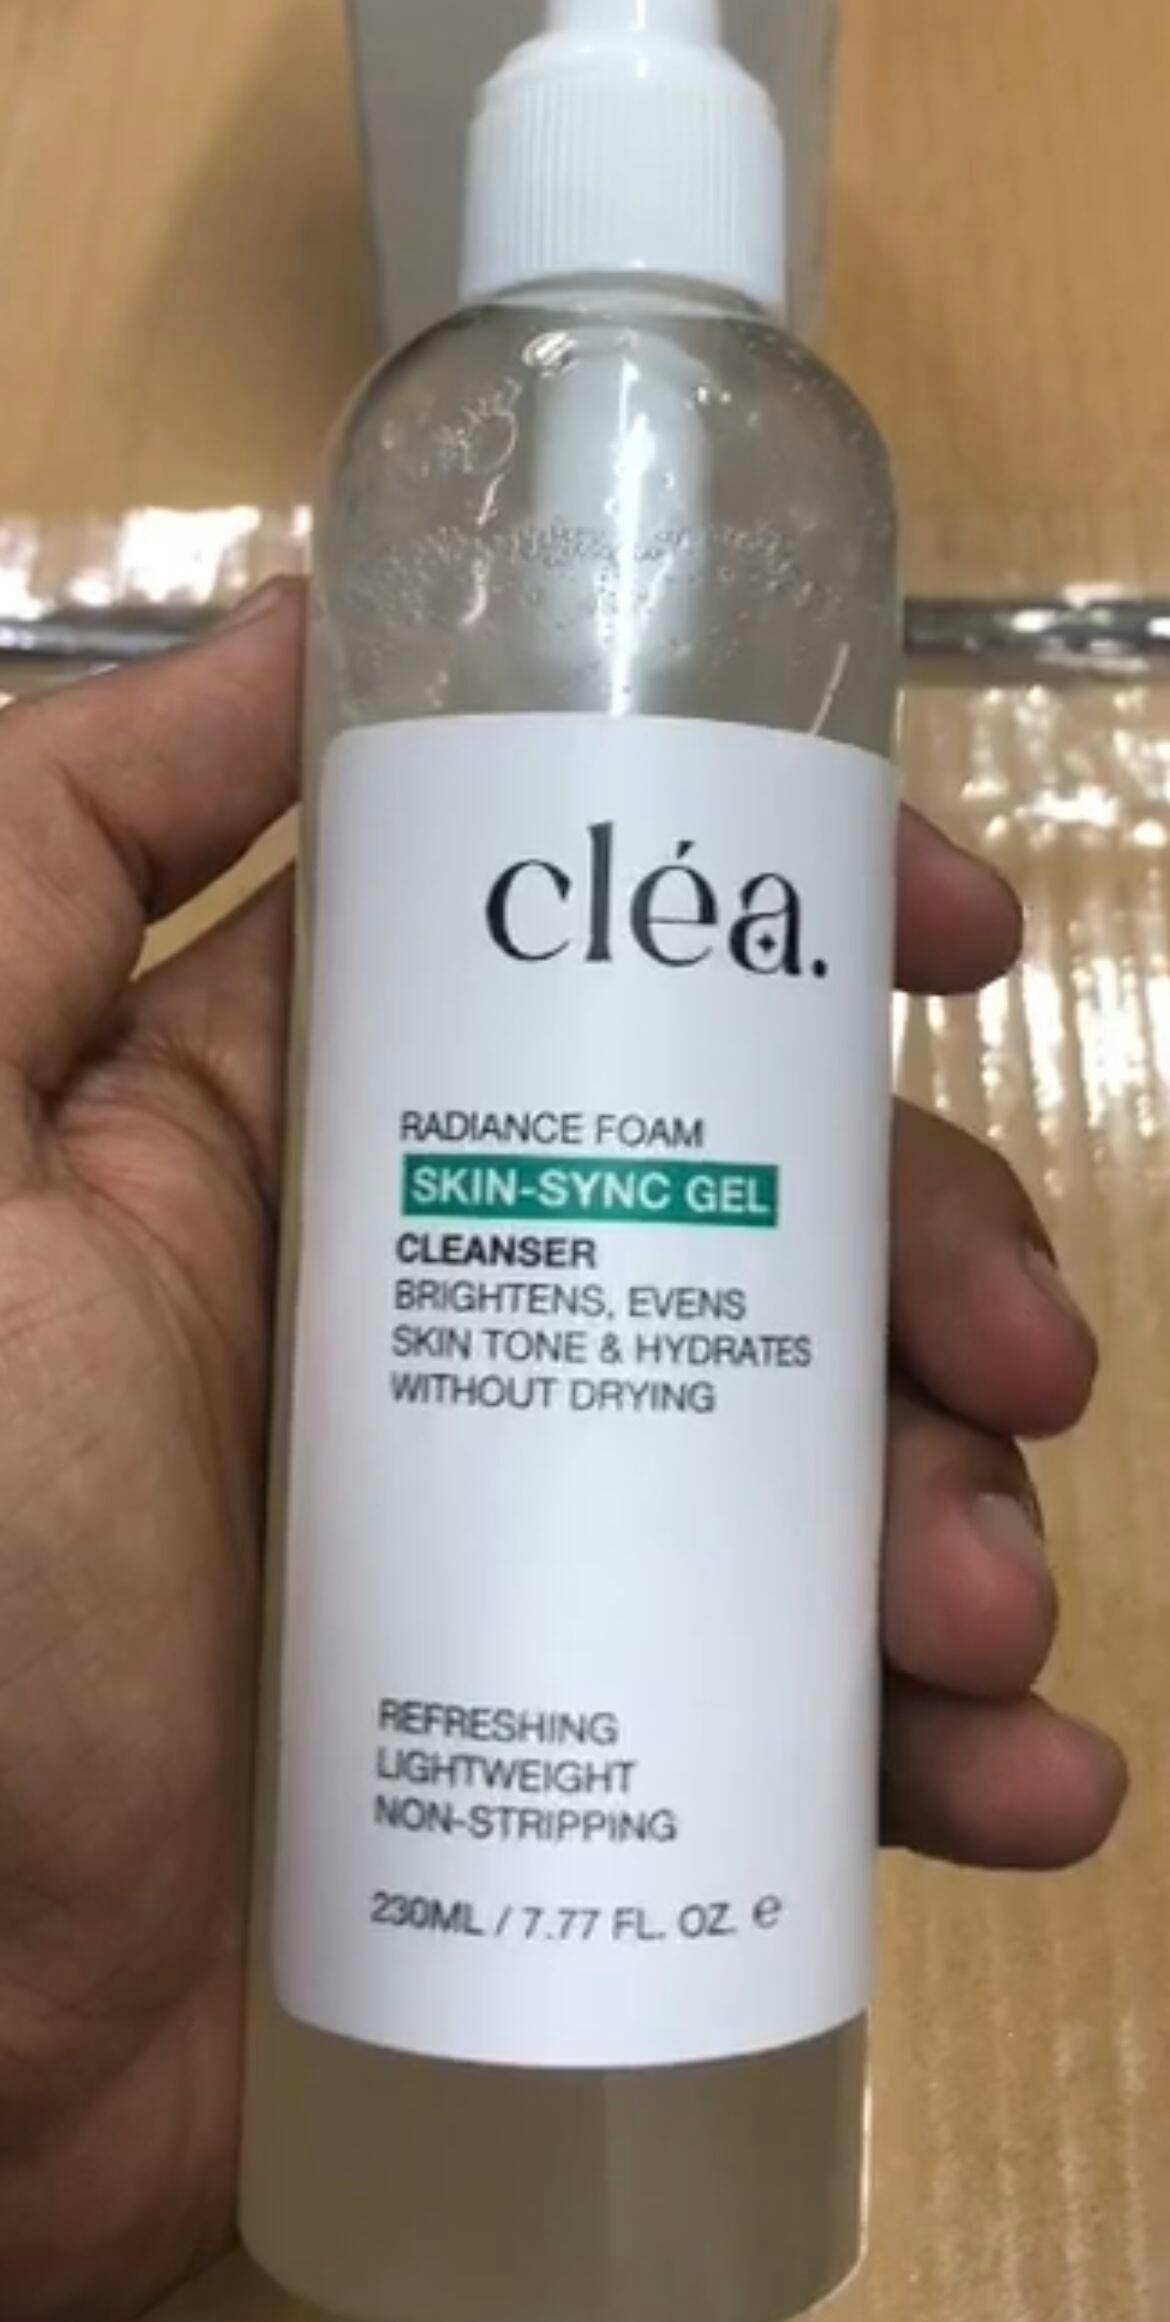 cléa.
RADIANCE FOAM
SKIN-SYNC GEL
CLEANSER
BRIGHTENS, EVENS
SKIN TONE & HYDRATES
WITHOUT DRYING
REFRESHING
LIGHTWEIGHT
NON-STRIPPING
230ML / 7.77 FL. OZ. e